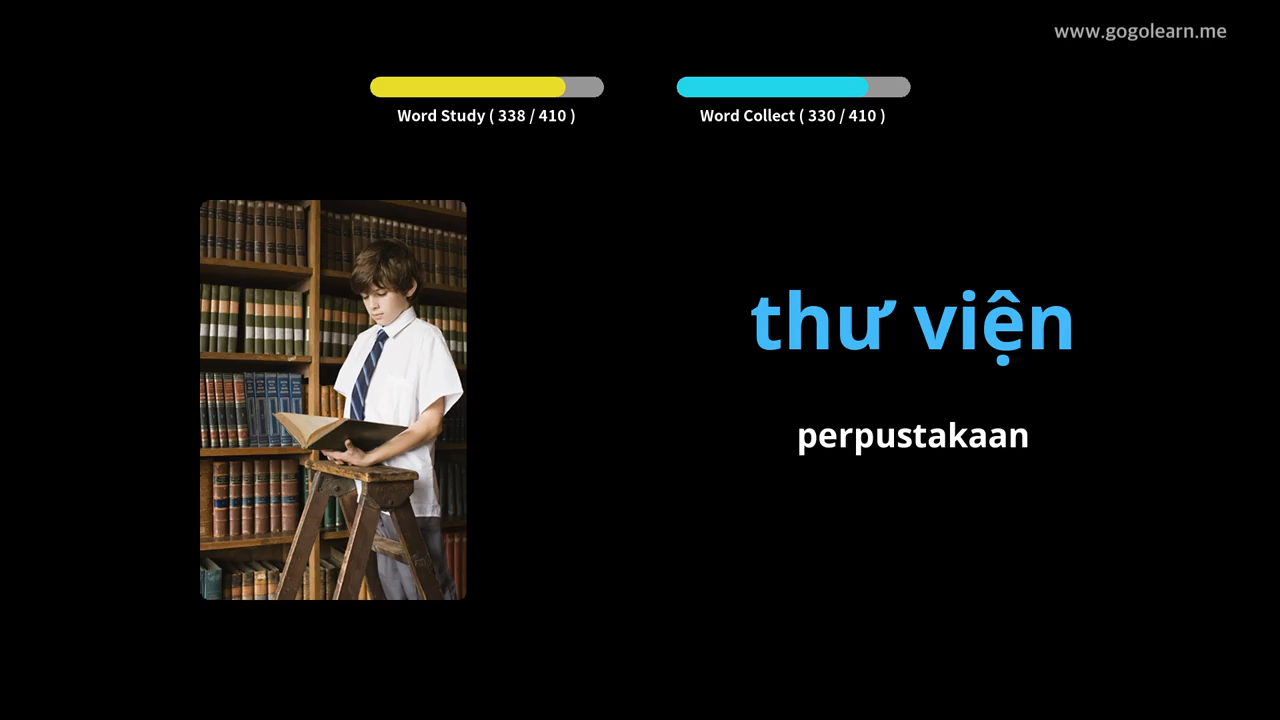 www.gogolearn.me
Word Study ( 338 / 410 )
Word Collect ( 330 / 410 )
thư viện
perpustakaan